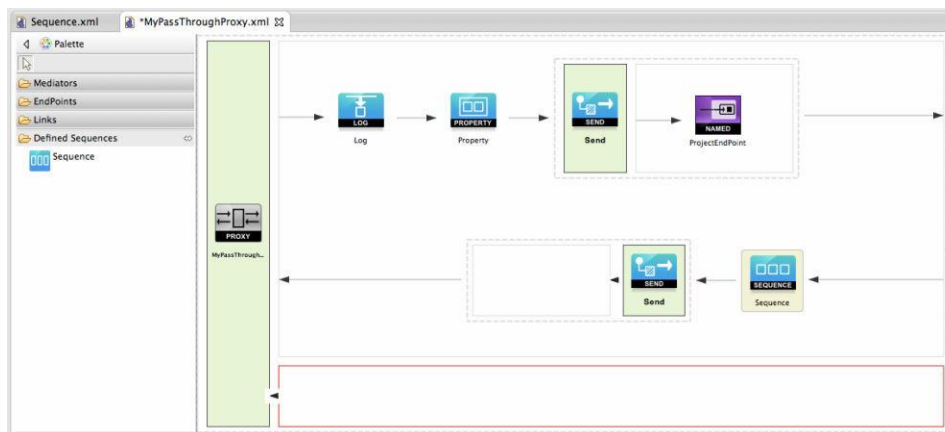 Sequence.xml
*MyPassThroughProxy.xml
Palette
Mediators
EndPoints
Links
Defined Sequences
Sequence
LOG
Log
PROPERTY
Property
SEND
Send
NAMED
ProjectEndPoint
PROXY
MyPassThrough...
SEND
Send
SEQUENCE
Sequence